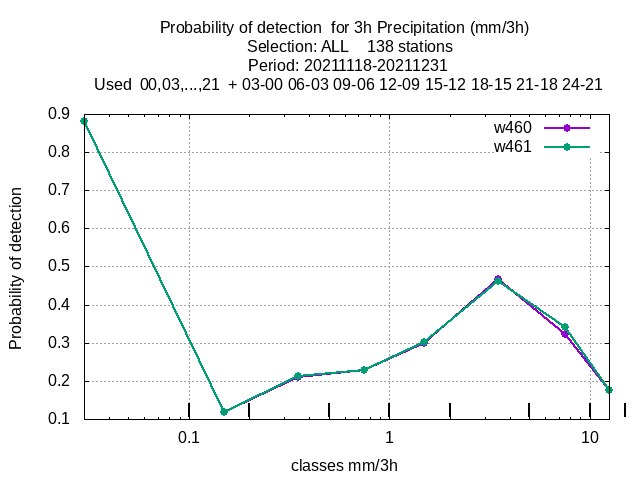 Probability of detection  for 3h Precipitation (mm/3h)
Selection: ALL    138 stations
Period: 20211118-20211231
Used  00,03,...,21  + 03-00 06-03 09-06 12-09 15-12  18-15 21-18 24-21
w460
w461
0.9
0.8
0.7
0.6
0.5
0.4
0.3
0.2
0.1
Probability of detection
0.1 1 10
classes mm/3h